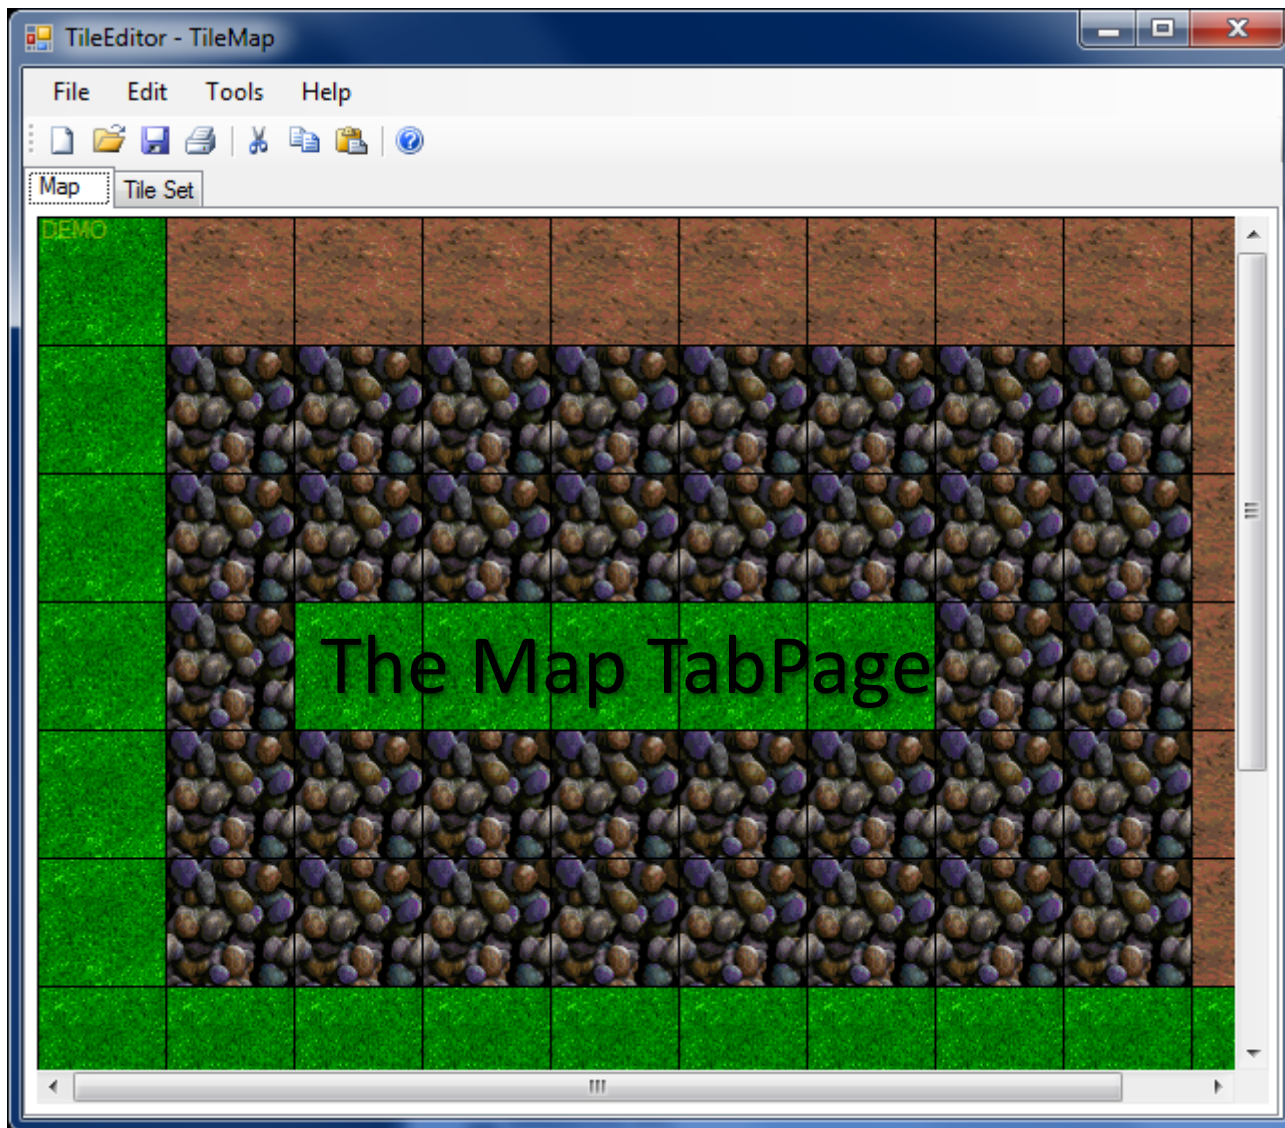 TileEditor - TileMap
File Edit Tools Help
Map Tile Set
DEMO
The Map TabPage